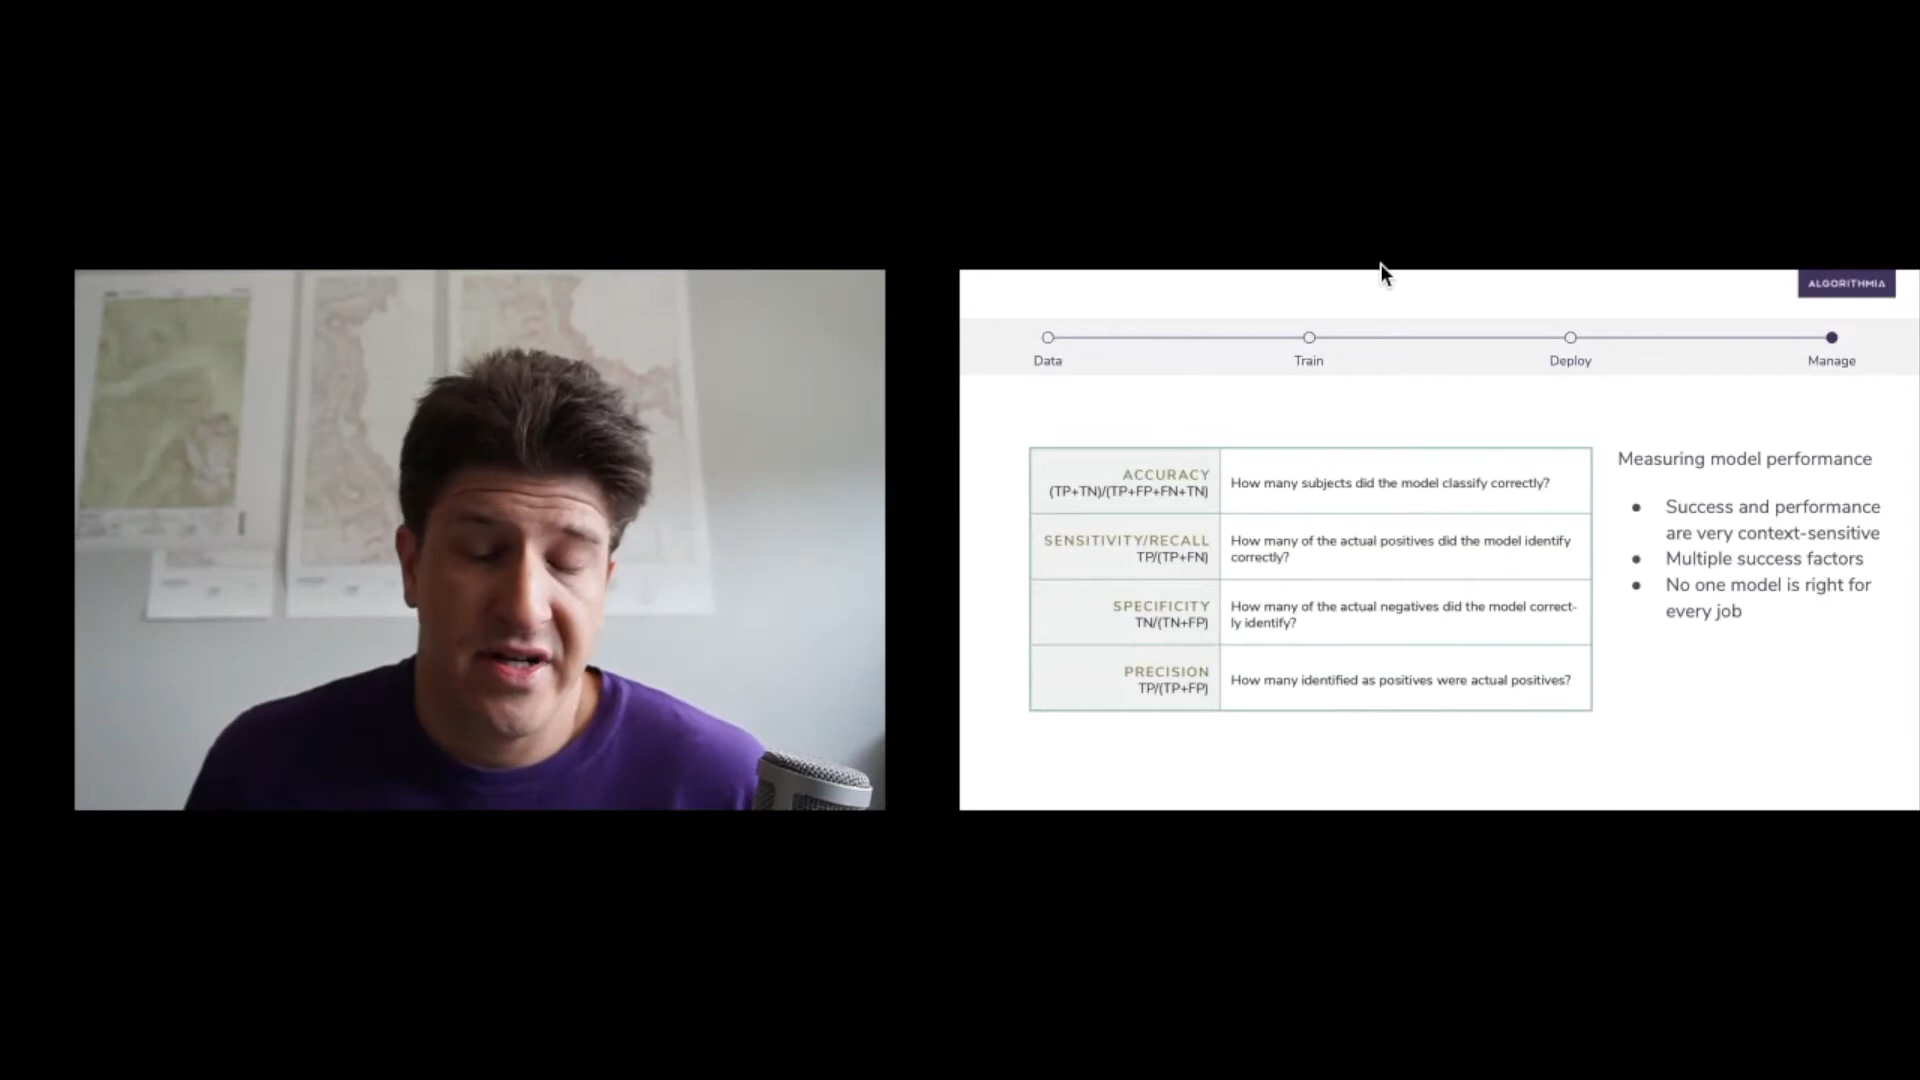 ALGORITHMIA
Data Train Deploy Manage
ACCURACY
(TP+TN)/(TP+FP+FN+TN)
How many subjects did the model classify correctly?
SENSITIVITY/RECALL
TP/(TP+FN)
How many of the actual positives did the model identify
correctly?
SPECIFICITY
TN/(TN+FP)
How many of the actual negatives did the model correct-
ly identify?
PRECISION
TP/(TP+FP)
How many identified as positives were actual positives?
Measuring model performance
● Success and performance
are very context-sensitive
● Multiple success factors
● No one model is right for
every job